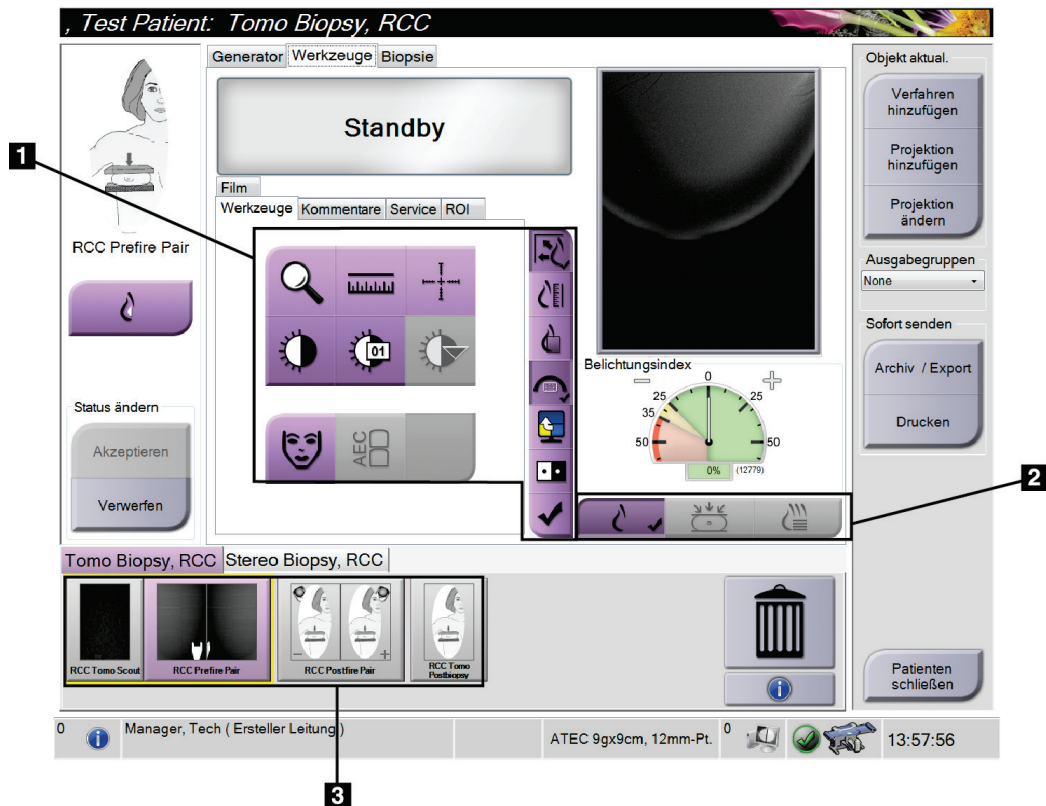 , Test Patient: Tomo Biopsy, RCC
Generator Werkzeuge Biopsie
Standby
Film
Werkzeuge Kommentare Service ROI
1
RCC Prefire Pair
01
AEC
Status ändern
Akzeptieren
Verwerfen
Belichtungsindex
0
25
25
35
50
50
0%
(12779)
Objekt aktual.
Verfahren
hinzufügen
Projektion
hinzufügen
Projektion
ändern
Ausgabegruppen
None
Sofort senden
Archiv / Export
Drucken
2
Tomo Biopsy, RCC Stereo Biopsy, RCC
RCC Tomo Scout
RCC Prefire Pair
RCC Postfire Pair
RCC Tomo
Postbiopsy
Patienten
schließen
0
Manager, Tech ( Ersteller Leitung )
ATEC 9gx9cm, 12mm-Pt.
0
13:57:56
3